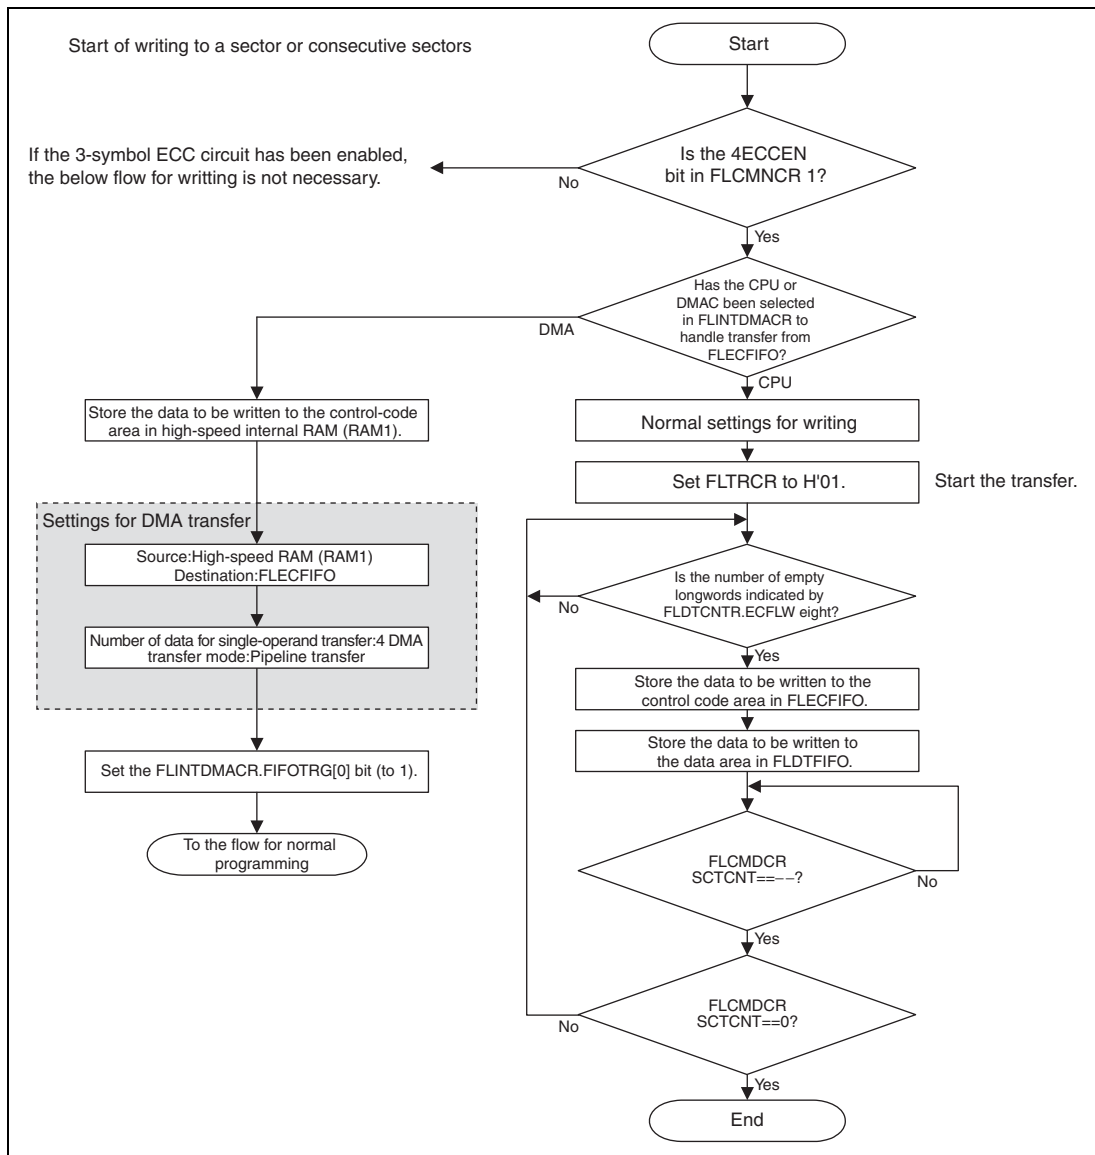 Start of writing to a sector or consecutive sectors
Start
If the 3-symbol ECC circuit has been enabled,
the below flow for writting is not necessary.
No
Is the 4ECCEN
bit in FLCMNCR 1?
Yes
Has the CPU or
DMAC been selected
in FLINTDMACR to
handle transfer from
FLECFIFO?
DMA
CPU
Store the data to be written to the control-code
area in high-speed internal RAM (RAM1).
Settings for DMA transfer
Source:High-speed RAM (RAM1)
Destination:FLECFIFO
Number of data for single-operand transfer:4 DMA
transfer mode:Pipeline transfer
Set the FLINTDMACR.FIFOTRG[0] bit (to 1).
To the flow for normal
programming
Normal settings for writing
Set FLTRCR to H'01.
Start the transfer.
Is the number of empty
longwords indicated by
FLDTCNTR.ECFLW eight?
No
Yes
Store the data to be written to the
control code area in FLECFIFO.
Store the data to be written to
the data area in FLDTFIFO.
FLCMDCR
SCTCNT==−−?
No
Yes
FLCMDCR
SCTCNT==0?
No
Yes
End